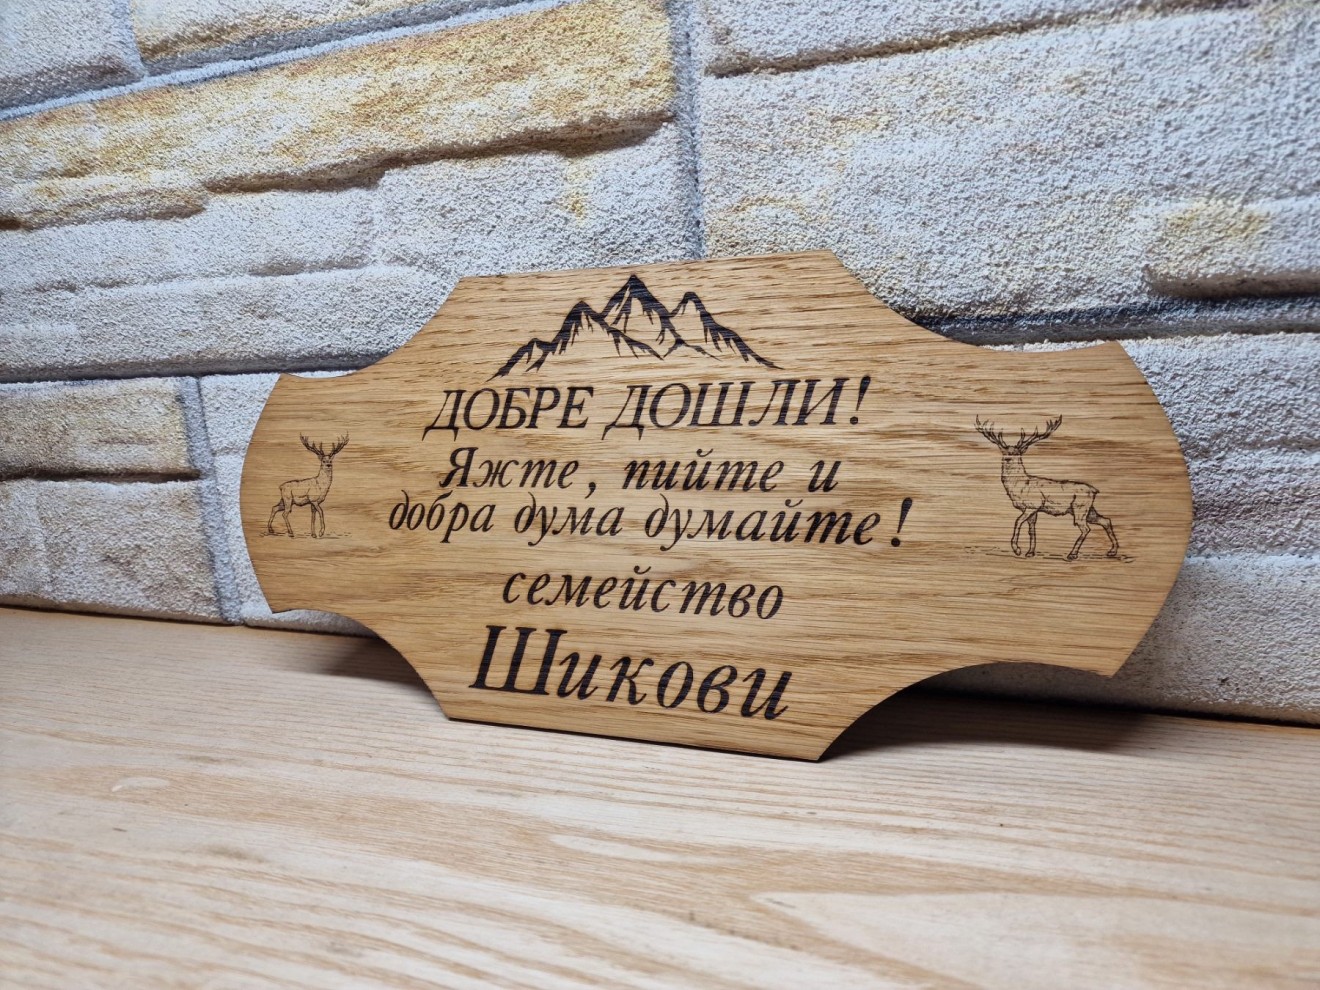 ДОБРЕ ДОШЛИ!
Яжте, пийте и
добра дума думайте!
семейство
Шикови